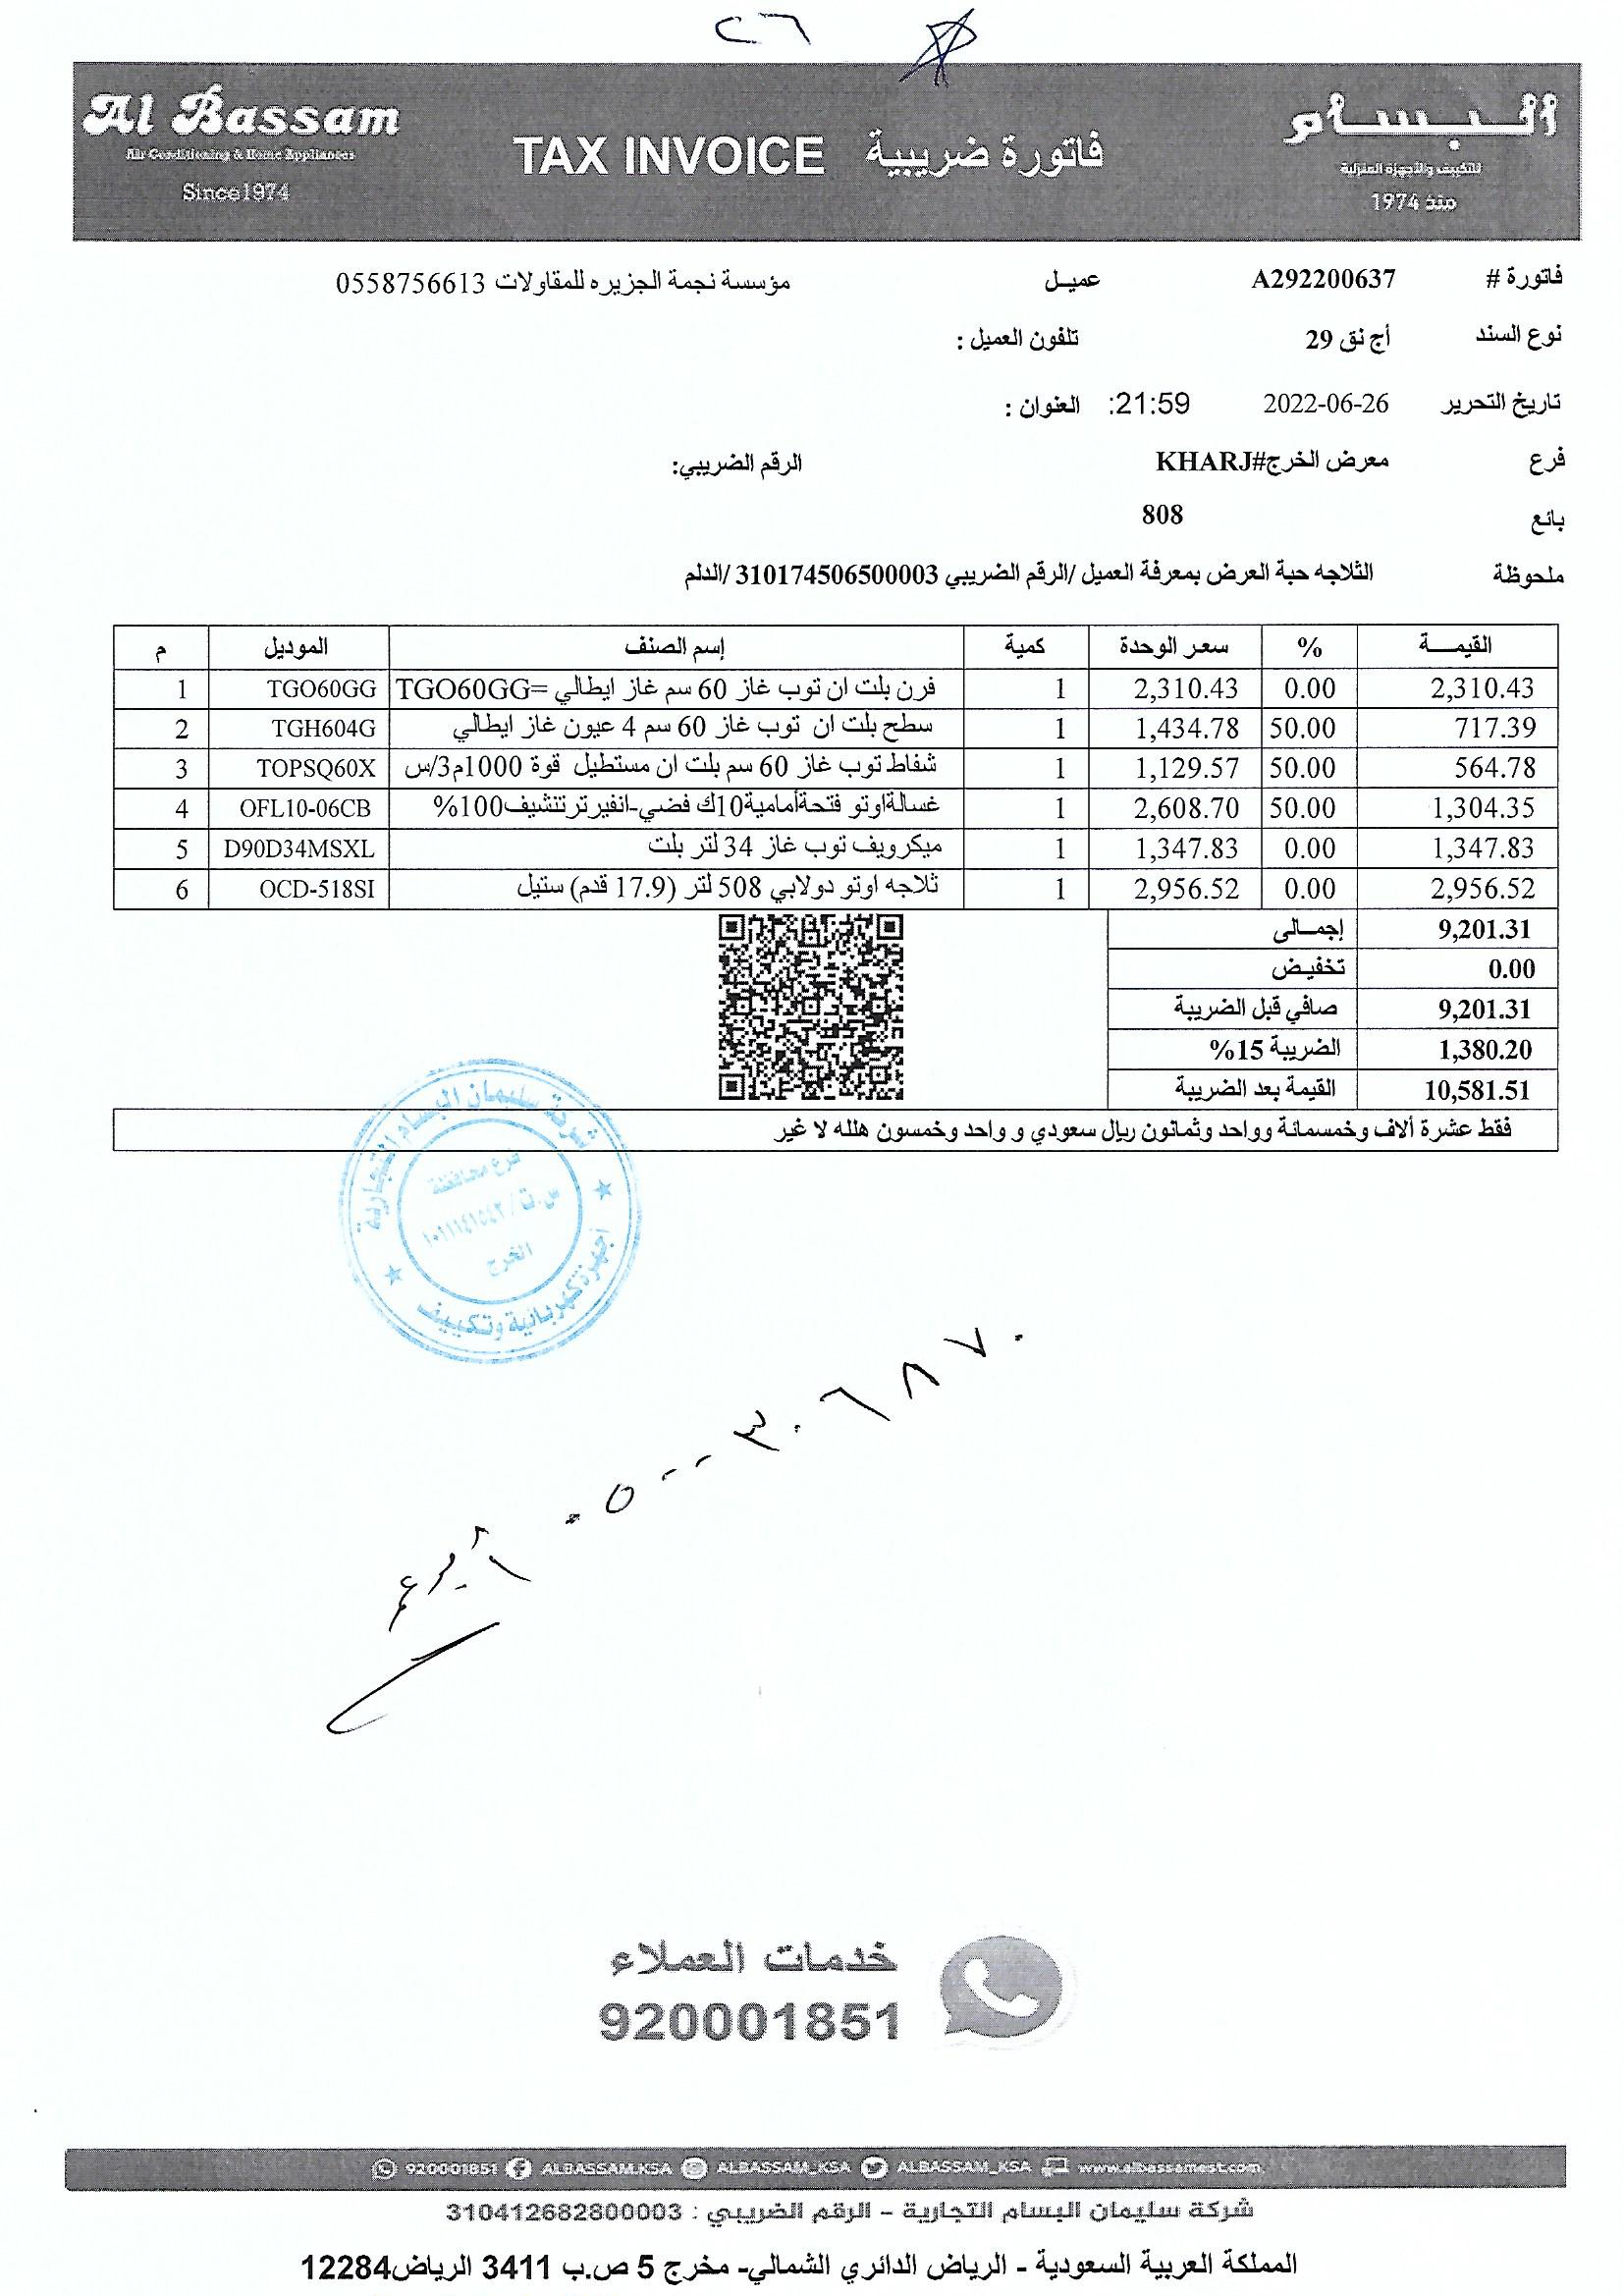 ٢٦
Al Bassam
Air Conditioning & Home Appliances
Since1974
TAX INVOICE فاتورة ضريبية
البسام
للتكييف والأجهزة المنزلية
منذ 1974
فاتورة # A292200637 عميل مؤسسة نجمة الجزيره للمقاولات 0558756613
نوع السند أج نق 29 تلفون العميل :
تاريخ التحرير 2022-06-26 21:59: العنوان :
فرع معرض الخرج#KHARJ الرقم الضريبي:
بائع 808
ملحوظة الثلاجه حبة العرض بمعرفة العميل /الرقم الضريبي 310174506500003 /الدلم
م الموديل إسم الصنف كمية سعر الوحدة % القيمة
1 TGO60GG فرن بلت ان توب غاز 60 سم غاز ايطالي =TGO60GG 1 2,310.43 0.00 2,310.43
2 TGH604G سطح بلت ان توب غاز 60 سم 4 عيون غاز ايطالي 1 1,434.78 50.00 717.39
3 TOPSQ60X شفاط توب غاز 60 سم بلت ان مستطيل قوة 1000م3/س 1 1,129.57 50.00 564.78
4 OFL10-06CB غسالةاوتو فتحةأمامية10ك فضي-انفيرترتنشيف100% 1 2,608.70 50.00 1,304.35
5 D90D34MSXL ميكرويف توب غاز 34 لتر بلت 1 1,347.83 0.00 1,347.83
6 OCD-518SI ثلاجه اوتو دولابي 508 لتر (17.9 قدم) ستيل 1 2,956.52 0.00 2,956.52
إجمالى 9,201.31
تخفيض 0.00
صافي قبل الضريبة 9,201.31
الضريبة 15% 1,380.20
القيمة بعد الضريبة 10,581.51
فقط عشرة ألاف وخمسمائة وواحد وثمانون ريال سعودي و واحد وخمسون هلله لا غير
شركة سليمان البسام التجارية
فرع محافظة
س.ت / ١٠١١١٤١٥٤٢
الخرج
أجهزة كهربائية وتكييف
خدمات العملاء
920001851
920001851 ALBASSAM.KSA ALBASSAM_KSA ALBASSAM_KSA www.albassamest.com
شركة سليمان البسام التجارية - الرقم الضريبي : 310412682800003
المملكة العربية السعودية - الرياض الدائري الشمالي- مخرج 5 ص.ب 3411 الرياض12284